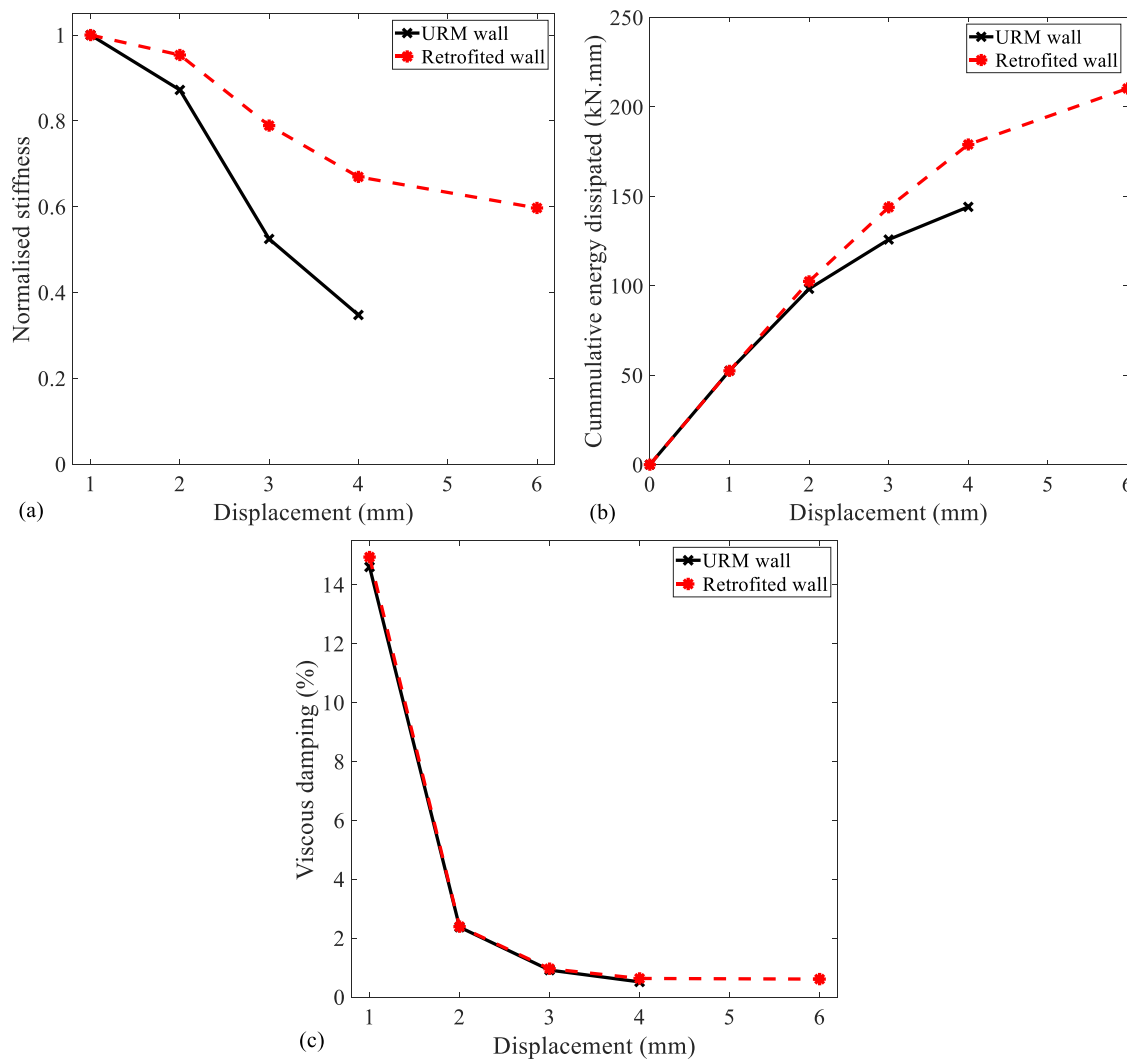 1
0.8
0.6
0.4
0.2
0
Normalised stiffness
URM wall
Retrofited wall
1 2 3 4 5 6
(a)
Displacement (mm)
250
200
150
100
50
0
Cummulative energy dissipated (kN.mm)
URM wall
Retrofited wall
0 1 2 3 4 5 6
(b)
Displacement (mm)
14
12
10
8
6
4
2
0
Viscous damping (%)
URM wall
Retrofited wall
1 2 3 4 5 6
(c)
Displacement (mm)